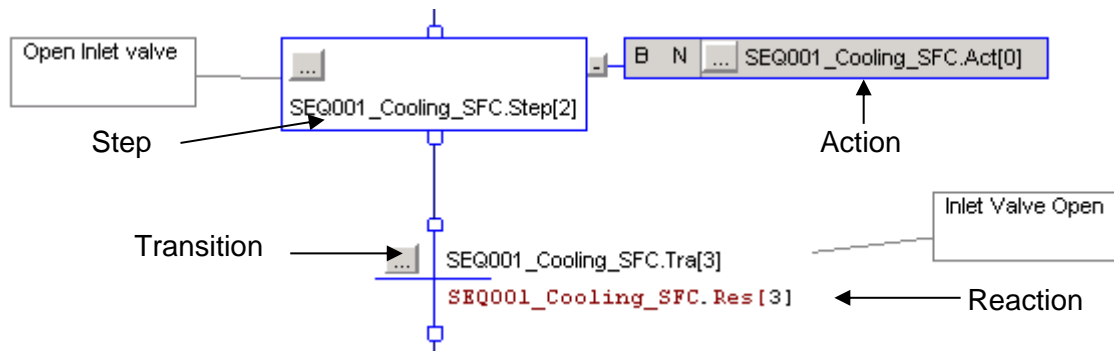 Open Inlet valve
...
B N ... SEQ001_Cooling_SFC.Act[0]
-
SEQ001_Cooling_SFC.Step[2]
Step
Action
Inlet Valve Open
Transition
...
SEQ001_Cooling_SFC.Tra[3]
SEQ001_Cooling_SFC.Res[3]
Reaction